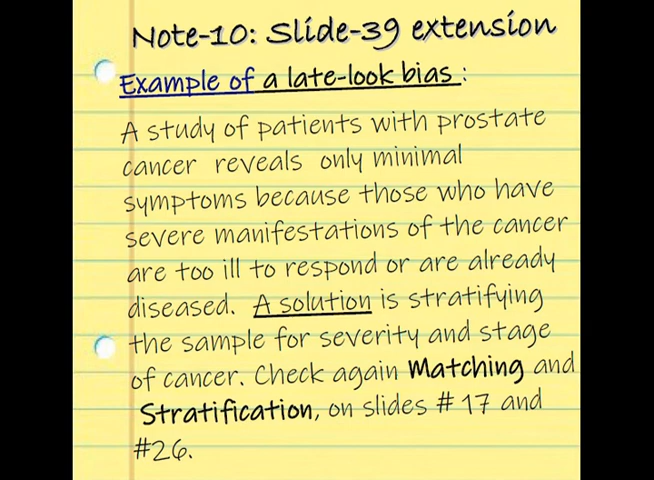 Note-10: Slide-39 extension
Example of a late-look bias :
A study of patients with prostate
cancer reveals only minimal
symptoms because those who have
severe manifestations of the cancer
are too ill to respond or are already
diseased. A solution is stratifying
the sample for severity and stage
of cancer. Check again Matching and
Stratification, on slides # 17 and
#26.